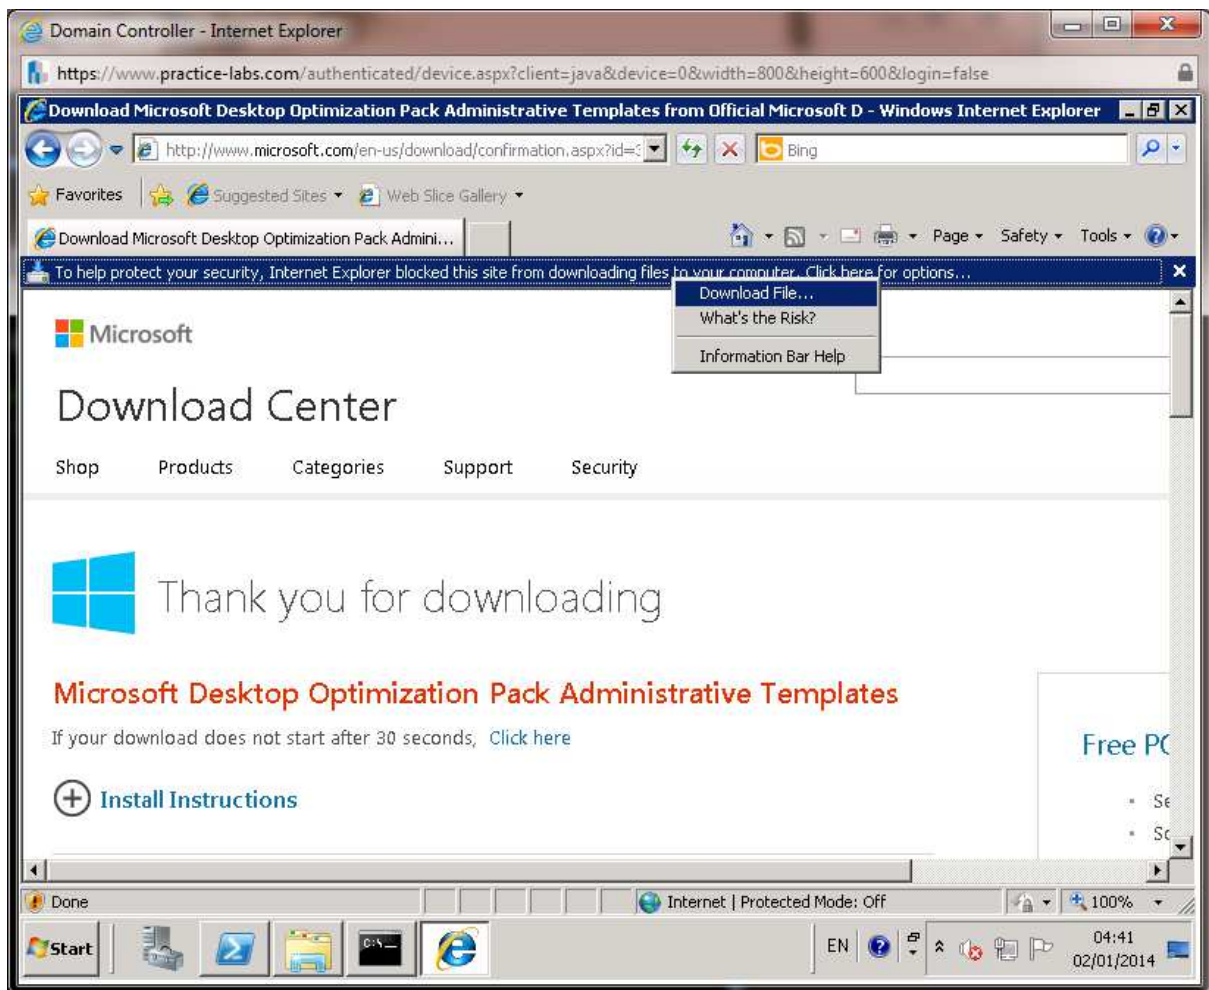 Domain Controller - Internet Explorer
https://www.practice-labs.com/authenticated/device.aspx?client=java&device=0&width=800&height=600&login=false
Download Microsoft Desktop Optimization Pack Administrative Templates from Official Microsoft D - Windows Internet Explorer
http://www.microsoft.com/en-us/download/confirmation.aspx?id=
Bing
Favorites
Suggested Sites
Web Slice Gallery
Download Microsoft Desktop Optimization Pack Admini...
Page
Safety
Tools
To help protect your security, Internet Explorer blocked this site from downloading files to your computer. Click here for options...
Download File...
What's the Risk?
Information Bar Help
Microsoft
Download Center
Shop Products Categories Support Security
Thank you for downloading
Microsoft Desktop Optimization Pack Administrative Templates
If your download does not start after 30 seconds, Click here
Free PC
Install Instructions
Se
Sc
Done
Internet | Protected Mode: Off
100%
Start
C:\_
EN
04:41
02/01/2014